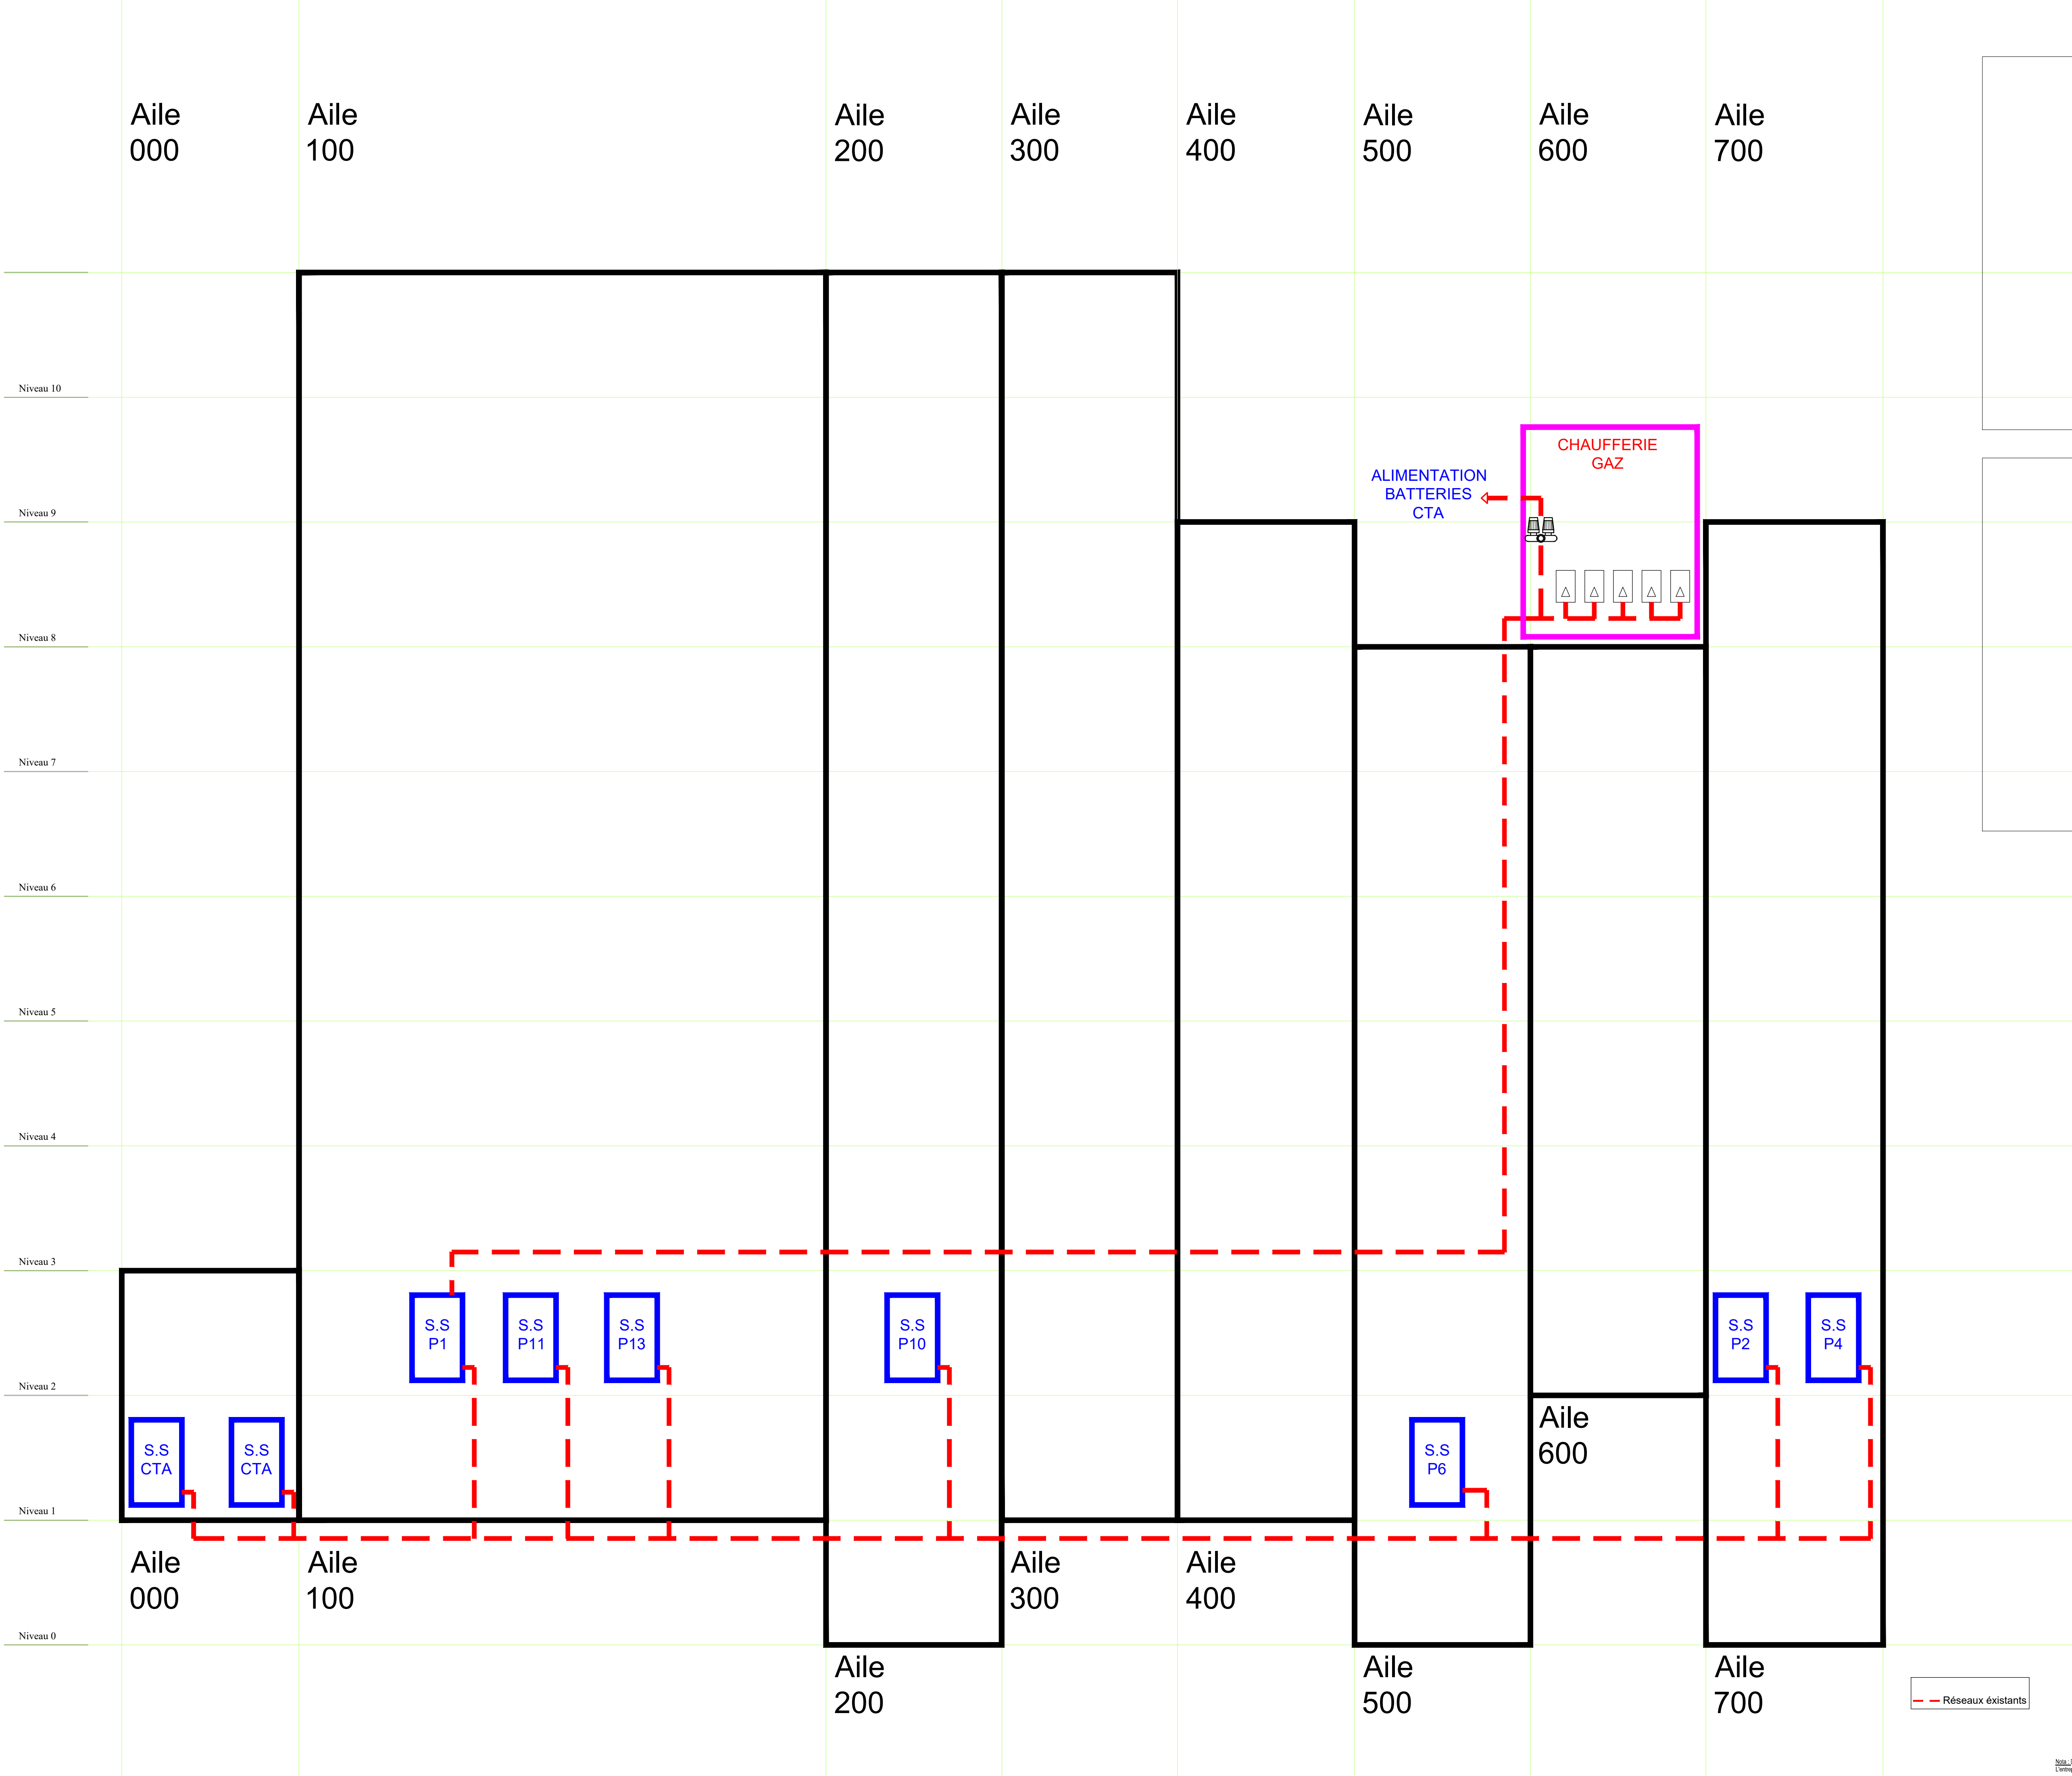 Aile
000
Aile
100
Aile
200
Aile
300
Aile
400
Aile
500
Aile
600
Aile
700
Niveau 10
CHAUFFERIE
GAZ
ALIMENTATION
BATTERIES
CTA
Niveau 9
Niveau 8
Niveau 7
Niveau 6
Niveau 5
Niveau 4
Niveau 3
S.S
P1
S.S
P11
S.S
P13
S.S
P10
S.S
P2
S.S
P4
Niveau 2
Aile
600
S.S
CTA
S.S
CTA
S.S
P6
Niveau 1
Aile
000
Aile
100
Aile
300
Aile
400
Niveau 0
Aile
200
Aile
500
Aile
700
Réseaux éxistants
Nota :